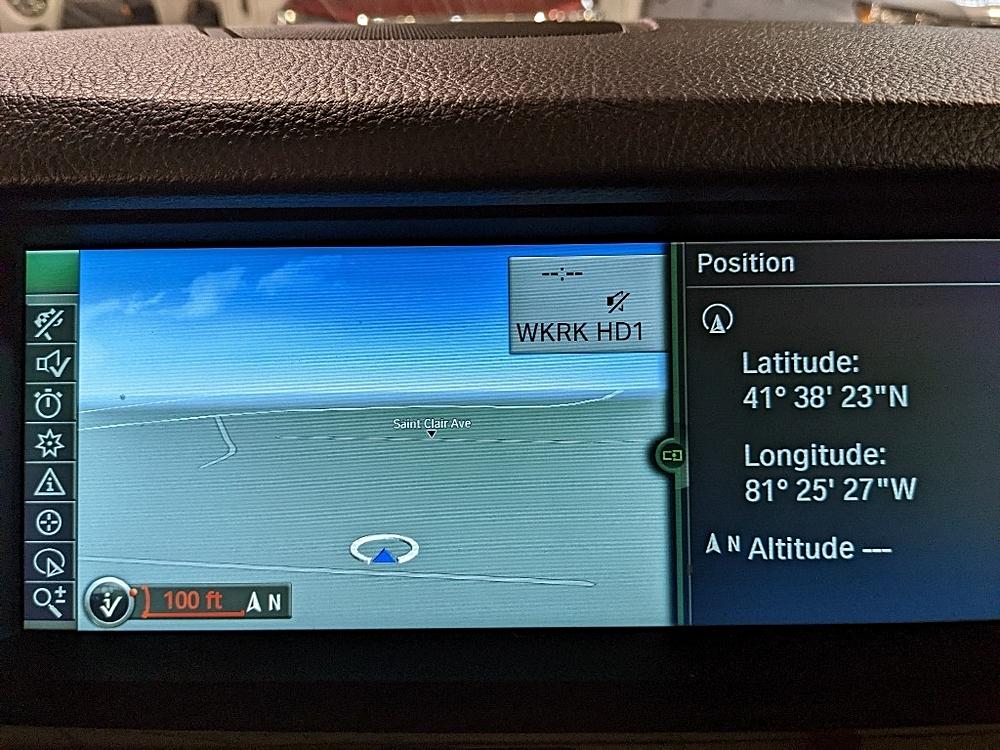 WKRK HD1
Saint Clair Ave
100 ft
N
Position
Latitude:
41° 38' 23"N
Longitude:
81° 25' 27"W
N Altitude ---